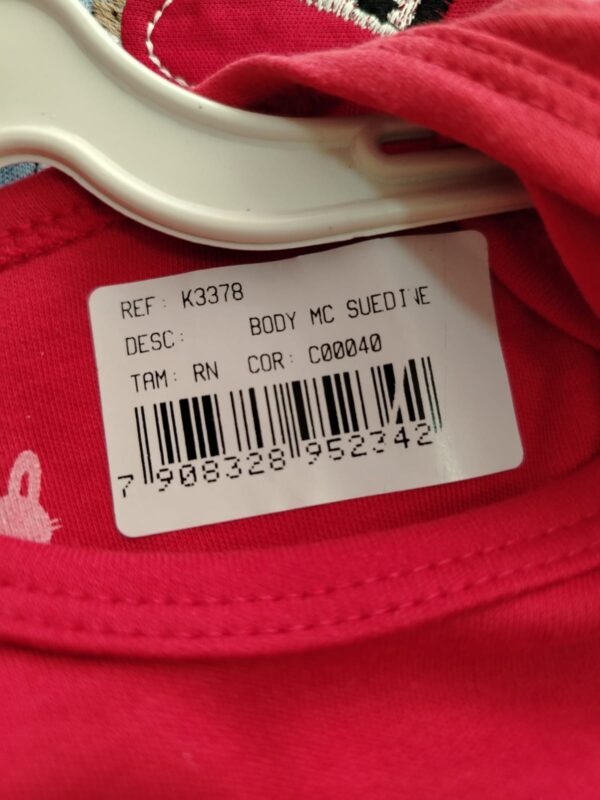 REF: K3378
DESC: BODY MC SUEDINE
TAM: RN COR: C00040
7 908328 952342